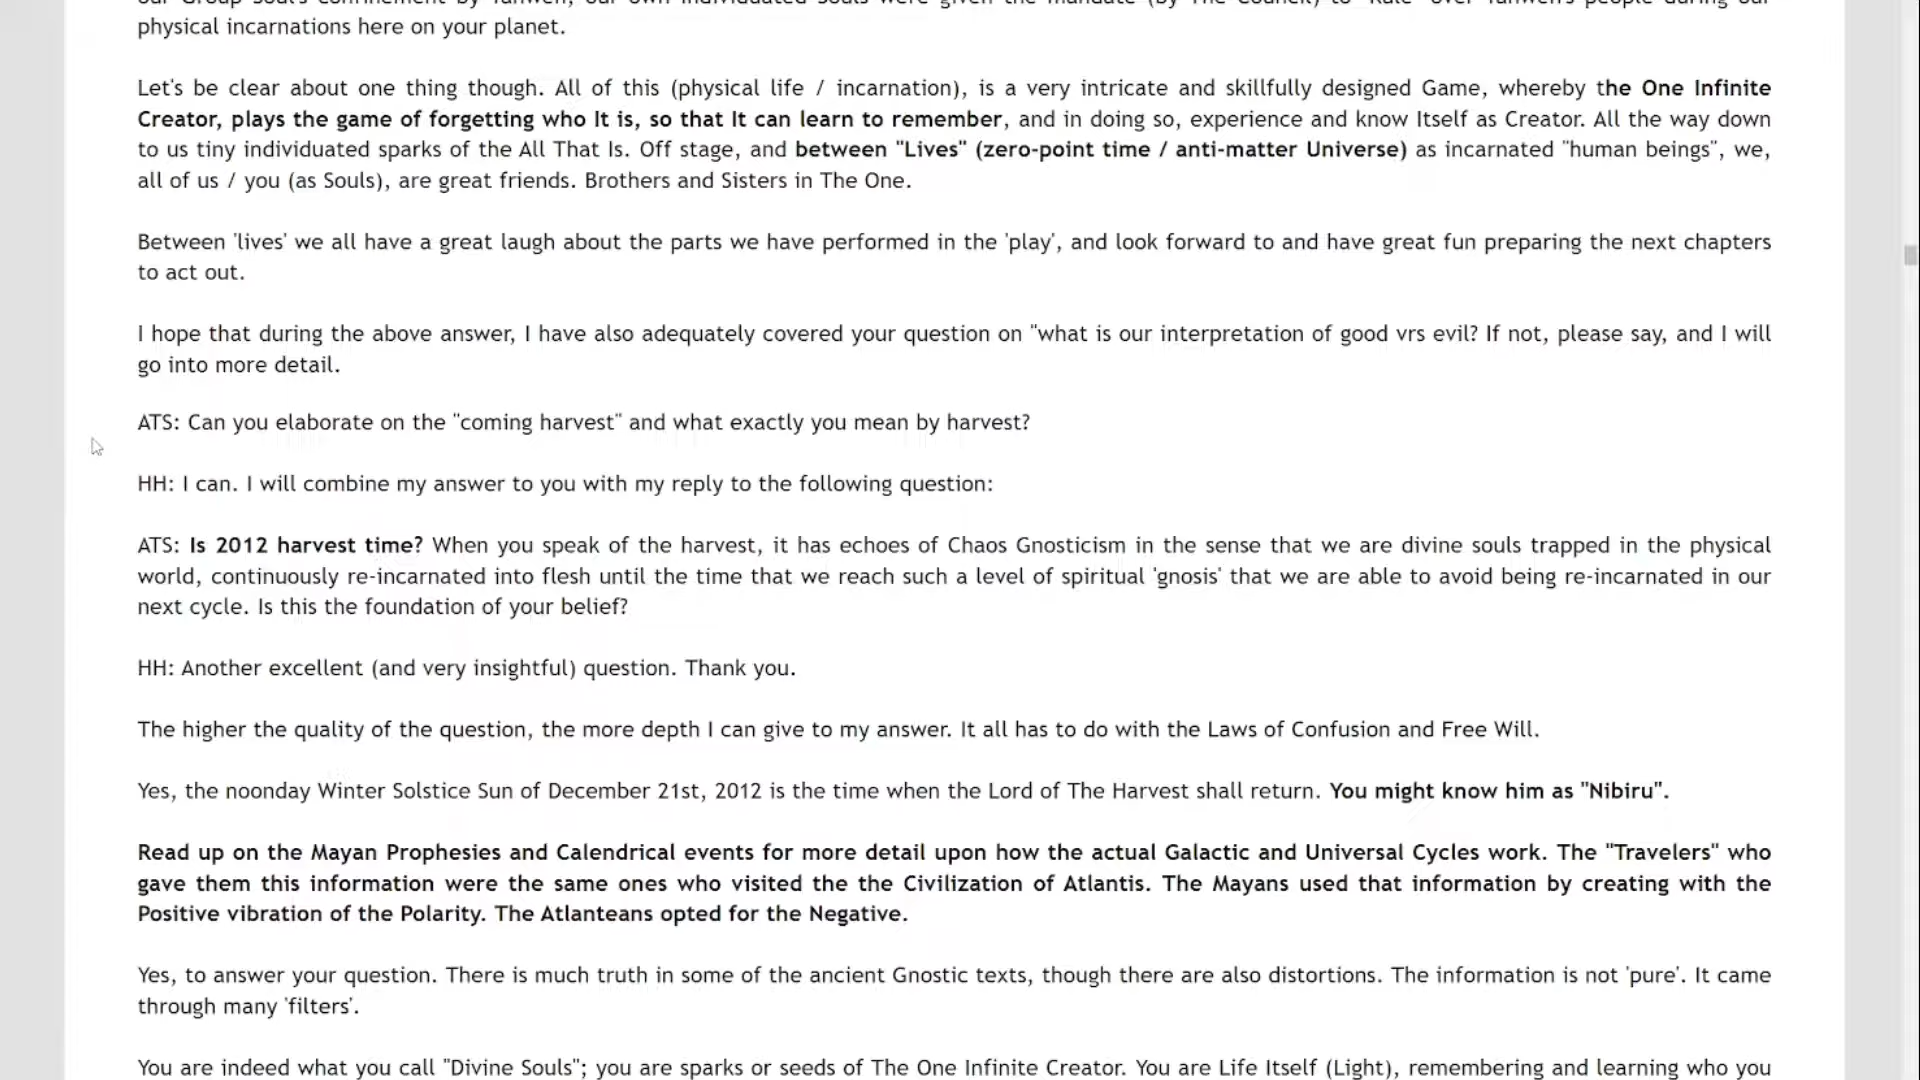 physical incarnations here on your planet.
Let's be clear about one thing though. All of this (physical life / incarnation), is a very intricate and skillfully designed Game, whereby the One Infinite
Creator, plays the game of forgetting who It is, so that It can learn to remember, and in doing so, experience and know Itself as Creator. All the way down
to us tiny individuated sparks of the All That Is. Off stage, and between "Lives" (zero-point time / anti-matter Universe) as incarnated "human beings", we,
all of us / you (as Souls), are great friends. Brothers and Sisters in The One.
Between 'lives' we all have a great laugh about the parts we have performed in the 'play', and look forward to and have great fun preparing the next chapters
to act out.
I hope that during the above answer, I have also adequately covered your question on "what is our interpretation of good vrs evil? If not, please say, and I will
go into more detail.
ATS: Can you elaborate on the "coming harvest" and what exactly you mean by harvest?
HH: I can. I will combine my answer to you with my reply to the following question:
ATS: Is 2012 harvest time? When you speak of the harvest, it has echoes of Chaos Gnosticism in the sense that we are divine souls trapped in the physical
world, continuously re-incarnated into flesh until the time that we reach such a level of spiritual 'gnosis' that we are able to avoid being re-incarnated in our
next cycle. Is this the foundation of your belief?
HH: Another excellent (and very insightful) question. Thank you.
The higher the quality of the question, the more depth I can give to my answer. It all has to do with the Laws of Confusion and Free Will.
Yes, the noonday Winter Solstice Sun of December 21st, 2012 is the time when the Lord of The Harvest shall return. You might know him as "Nibiru".
Read up on the Mayan Prophesies and Calendrical events for more detail upon how the actual Galactic and Universal Cycles work. The "Travelers" who
gave them this information were the same ones who visited the the Civilization of Atlantis. The Mayans used that information by creating with the
Positive vibration of the Polarity. The Atlanteans opted for the Negative.
Yes, to answer your question. There is much truth in some of the ancient Gnostic texts, though there are also distortions. The information is not 'pure'. It came
through many 'filters'.
You are indeed what you call "Divine Souls"; you are sparks or seeds of The One Infinite Creator. You are Life Itself (Light), remembering and learning who you